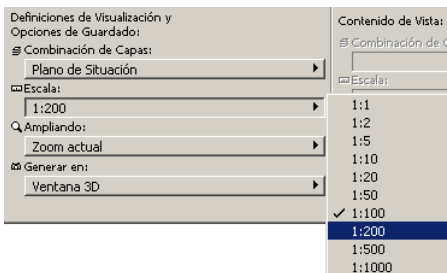 Definiciones de Visualización y
Opciones de Guardado:
Combinación de Capas:
Plano de Situación
Escala:
1:200
Ampliando:
Zoom actual
Generar en:
Ventana 3D
Contenido de Vista:
Combinación de
Escala:
1:1
1:2
1:5
1:10
1:20
1:50
1:100
1:200
1:500
1:1000